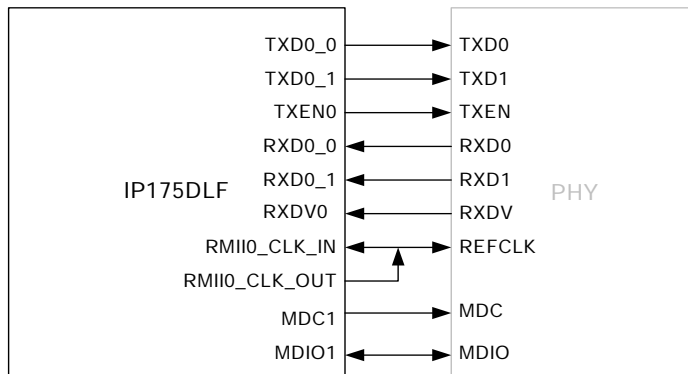 TXD0_0 TXD0
TXD0_1 TXD1
TXEN0 TXEN
RXD0_0 RXD0
RXD0_1 RXD1
IP175DLF PHY
RXDV0 RXDV
RMII0_CLK_IN REFCLK
RMII0_CLK_OUT
MDC1 MDC
MDIO1 MDIO